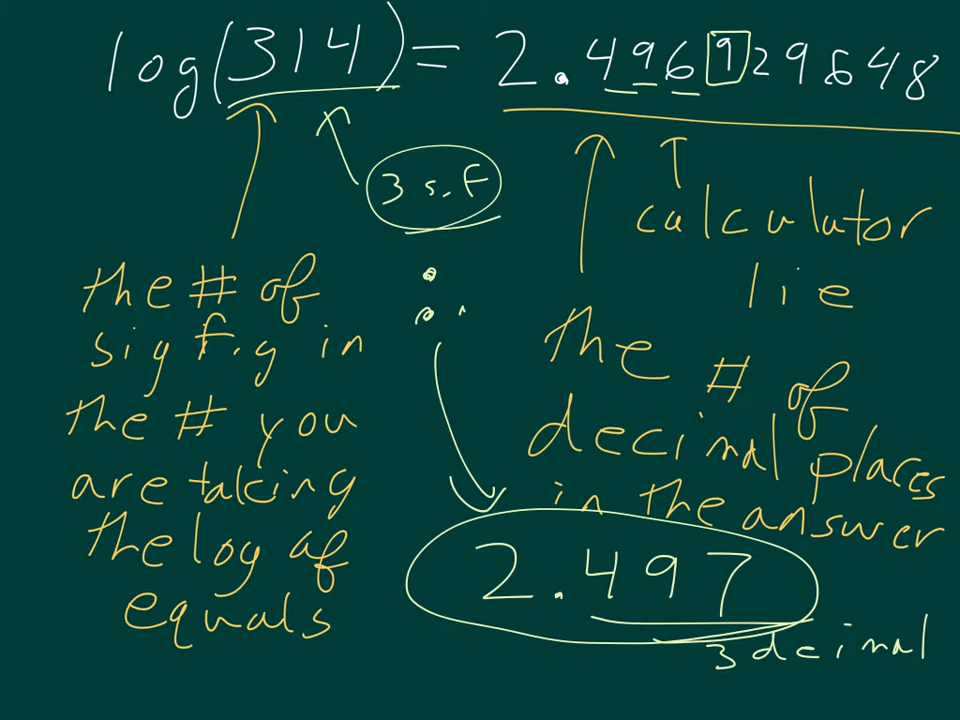 log(314) = 2.496929648
3 s.f
calculator
lie
the # of
sig fig in
the # you
are taking
the log of
equals
the # of
decimal places
in the answer
2.497
3 decimal